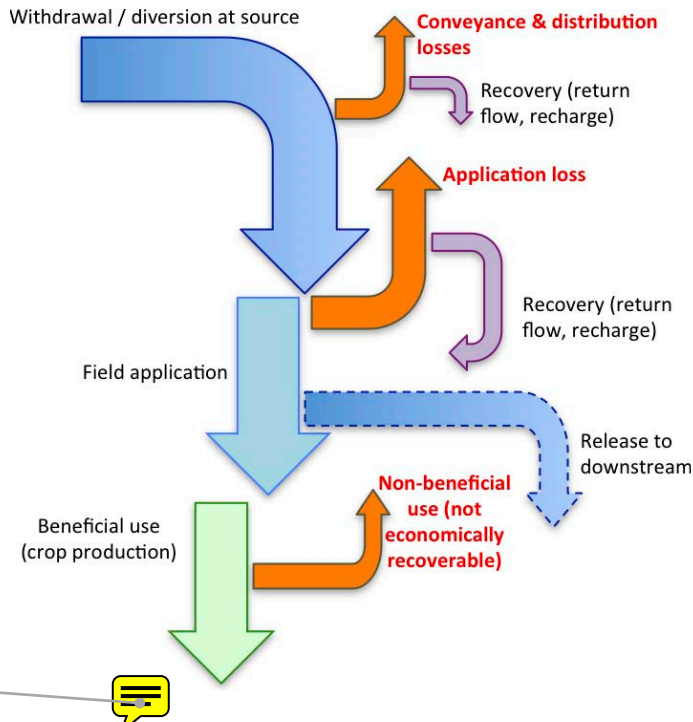 Withdrawal / diversion at source
Conveyance & distribution
losses
Recovery (return
flow, recharge)
Application loss
Recovery (return
flow, recharge)
Field application
Release to
downstream
Non-beneficial
use (not
economically
recoverable)
Beneficial use
(crop production)